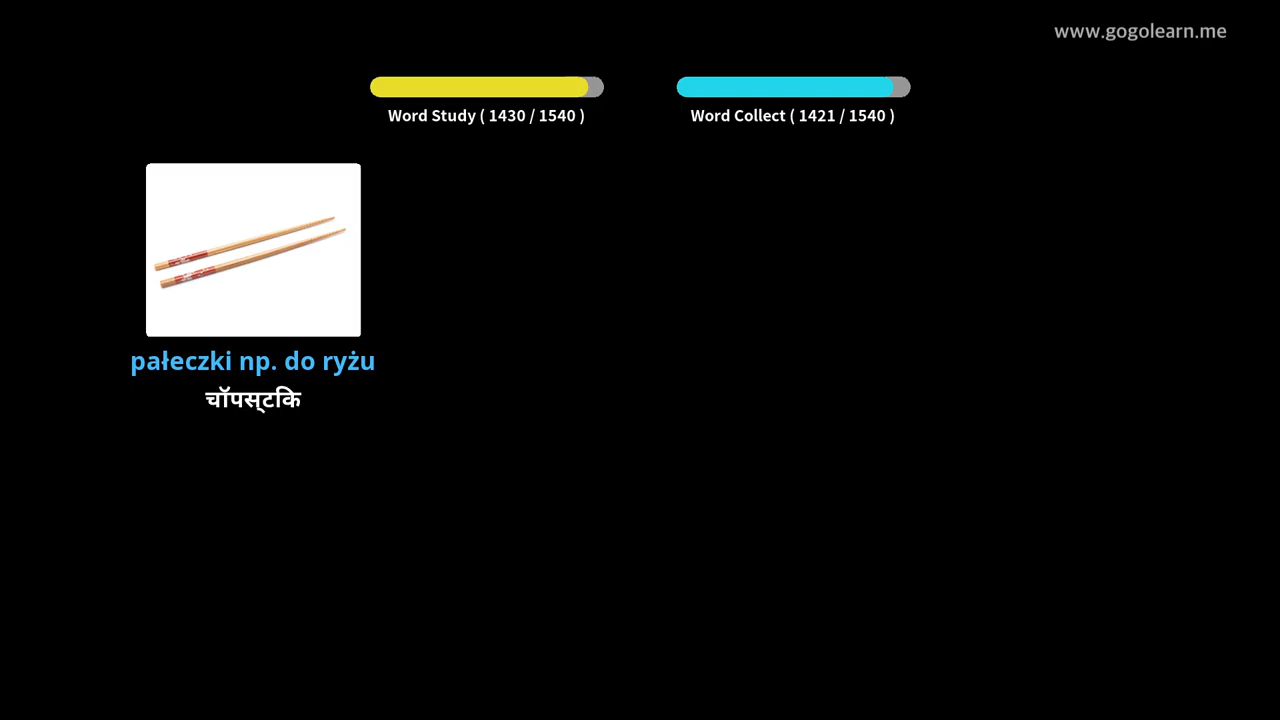 www.gogolearn.me
Word Study ( 1430 / 1540 )
Word Collect ( 1421 / 1540 )
pałeczki np. do ryżu
चॉपस्टिक